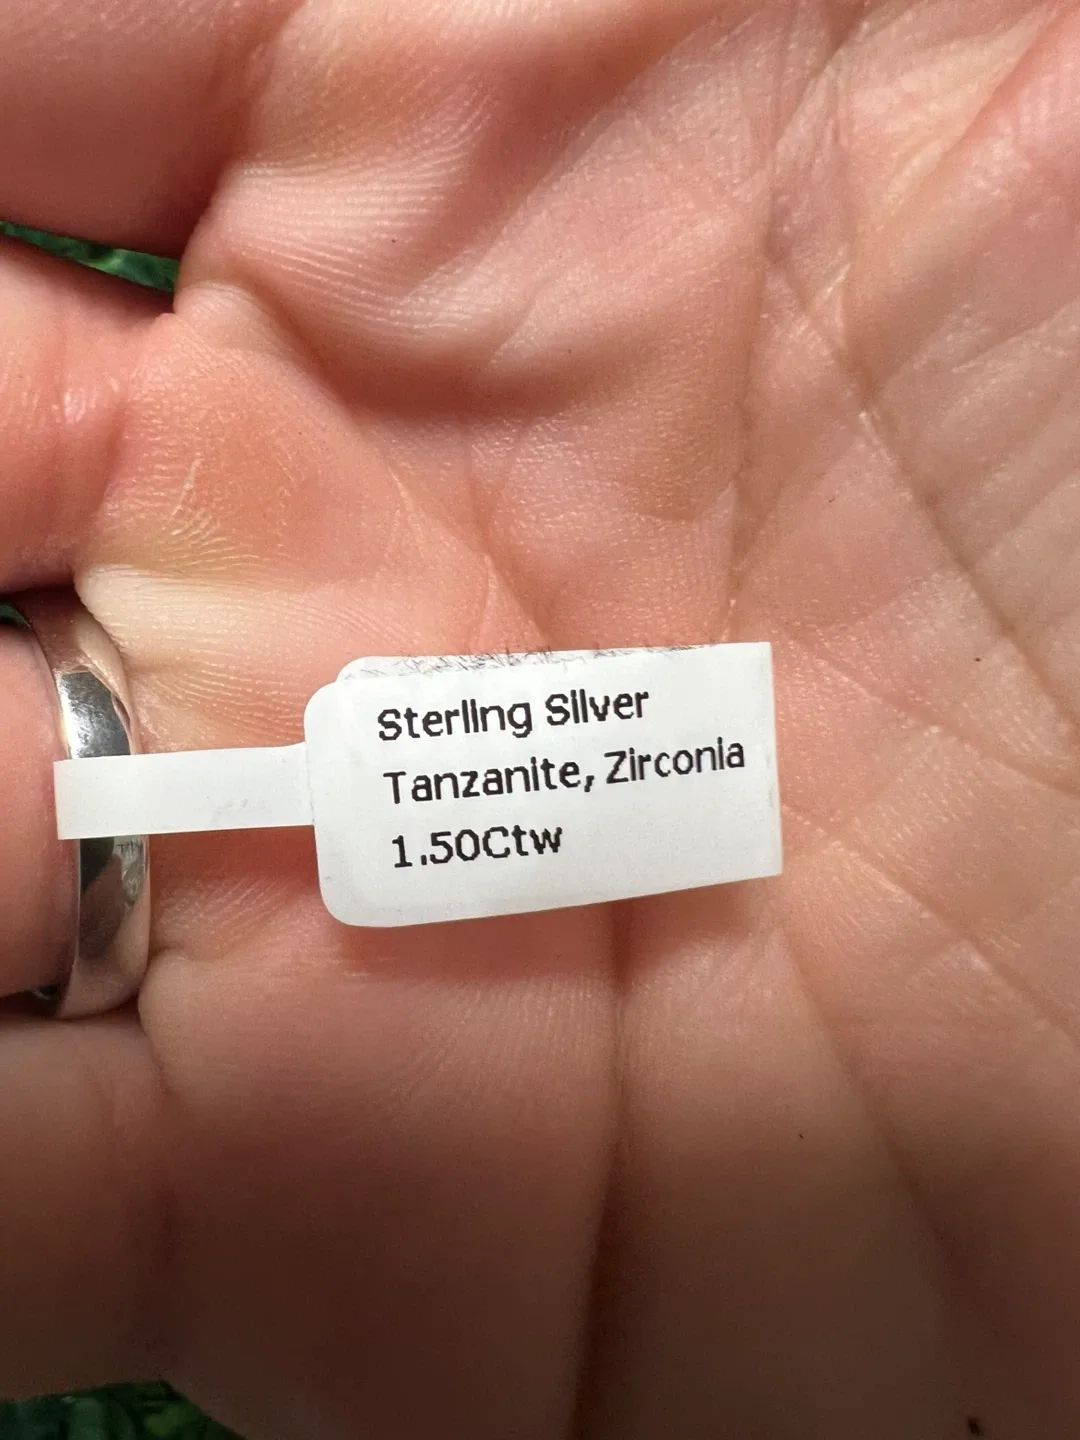 Sterling Silver
Tanzanite, Zirconia
1.50Ctw